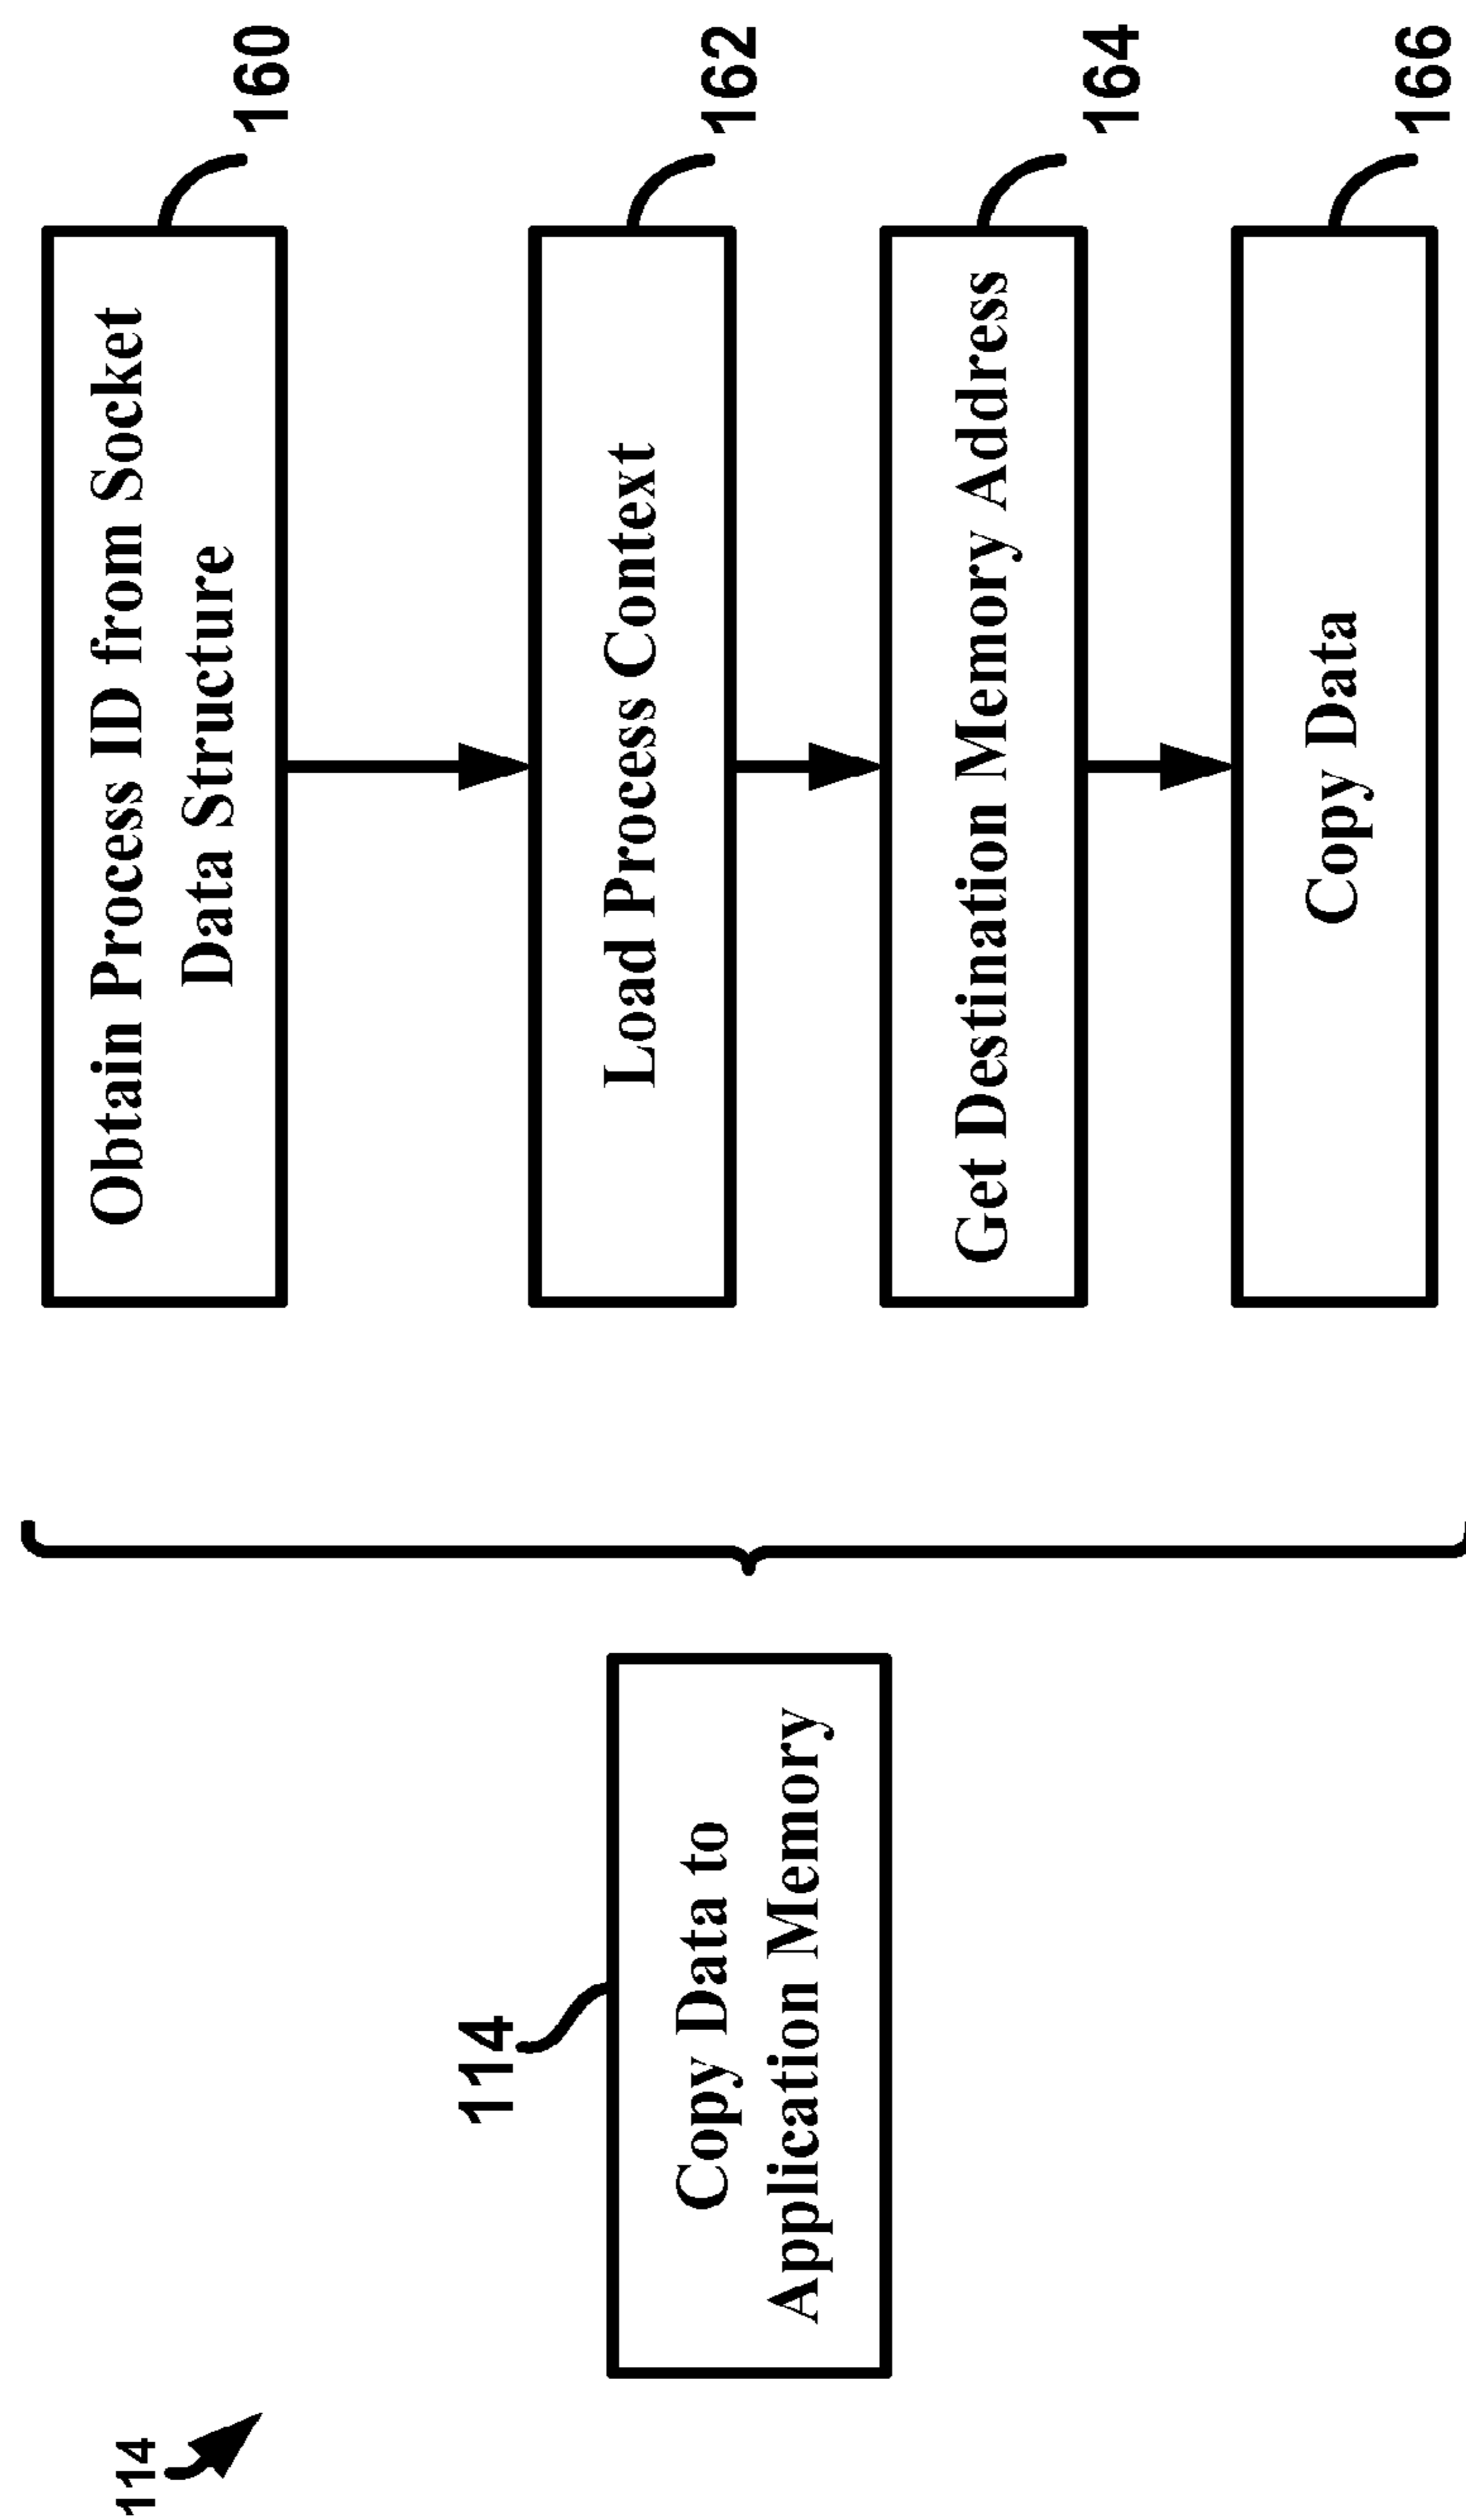 114
114
Copy Data to
Application Memory
Obtain Process ID from Socket
Data Structure
160
Load Process Context
162
Get Destination Memory Address
164
Copy Data
166